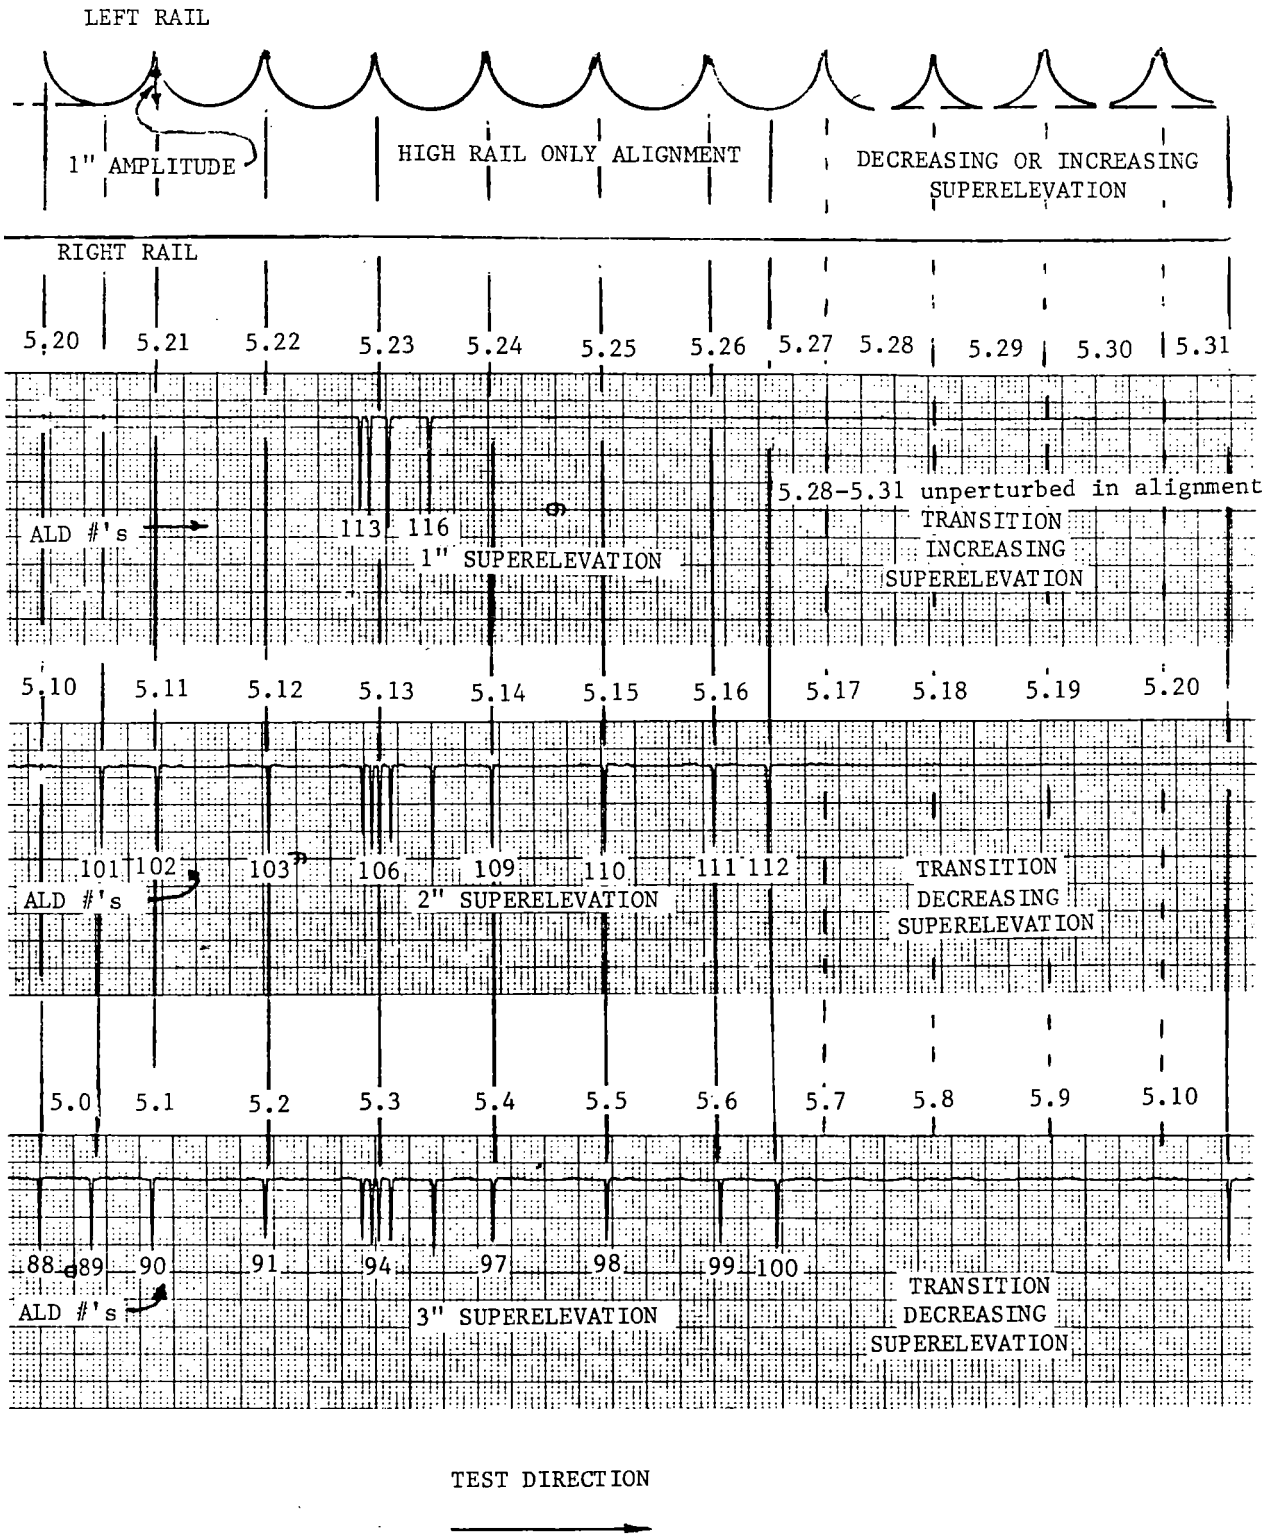 LEFT RAIL
1" AMPLITUDE
HIGH RAIL ONLY ALIGNMENT
DECREASING OR INCREASING
SUPERELEVATION
RIGHT RAIL
5.20 5.21 5.22 5.23 5.24 5.25 5.26 5.27 5.28 5.29 5.30 5.31
5.28-5.31 unperturbed in alignment
ALD #'s
113 116
1" SUPERELEVATION
TRANSITION
INCREASING
SUPERELEVATION
5.10 5.11 5.12 5.13 5.14 5.15 5.16 5.17 5.18 5.19 5.20
101 102 103 106 109 110 111 112
ALD #'s
2" SUPERELEVATION
TRANSITION
DECREASING
SUPERELEVATION
5.0 5.1 5.2 5.3 5.4 5.5 5.6 5.7 5.8 5.9 5.10
88 89 90 91 94 97 98 99 100
ALD #'s
3" SUPERELEVATION
TRANSITION
DECREASING
SUPERELEVATION
TEST DIRECTION